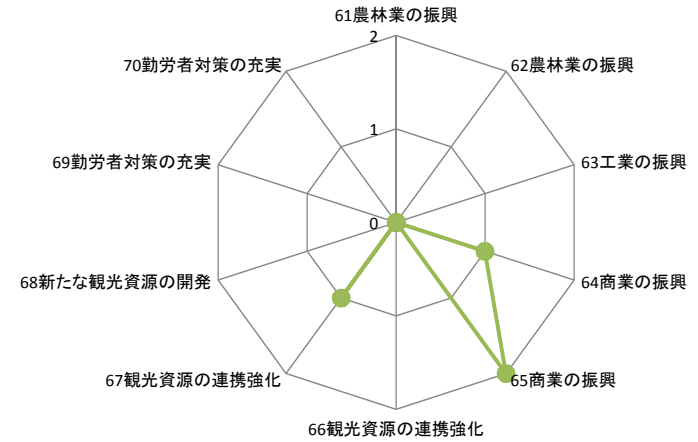 61農林業の振興
2
70勤労者対策の充実
62農林業の振興
1
69勤労者対策の充実
63工業の振興
0
68新たな観光資源の開発
64商業の振興
67観光資源の連携強化
65商業の振興
66観光資源の連携強化